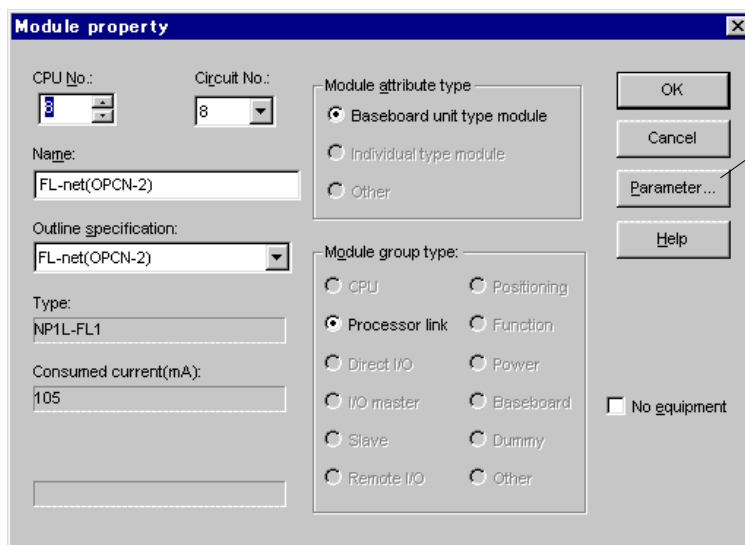 Module property
CPU No.:
8
Circuit No.:
8
Name:
FL-net(OPCN-2)
Outline specification:
FL-net(OPCN-2)
Type:
NP1L-FL1
Consumed current(mA):
105
Module attribute type
Baseboard unit type module
Individual type module
Other
Module group type:
CPU
Positioning
Processor link
Function
Direct I/O
Power
I/O master
Baseboard
Slave
Dummy
Remote I/O
Other
OK
Cancel
Parameter...
Help
No equipment